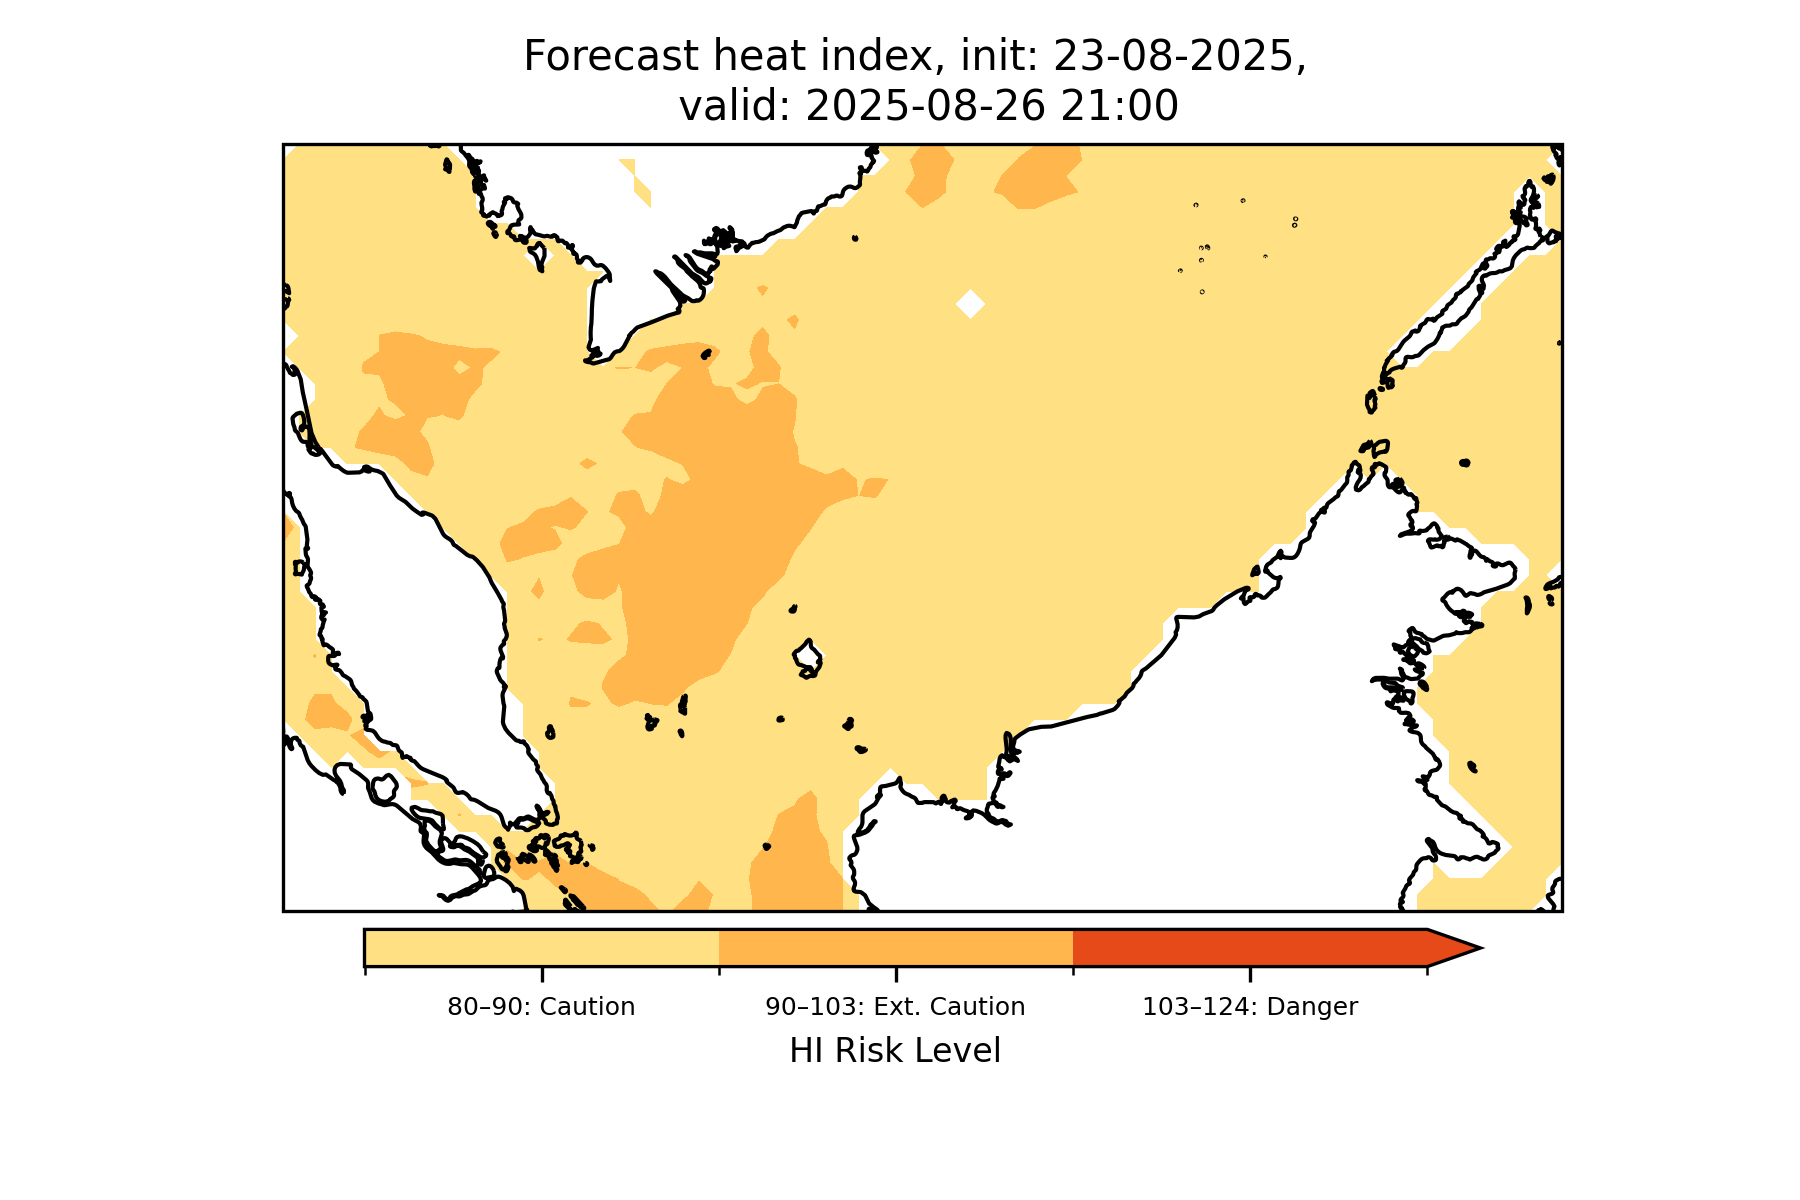 Forecast heat index, init: 23-08-2025,
valid: 2025-08-26 21:00
80–90: Caution
90–103: Ext. Caution
103–124: Danger
HI Risk Level